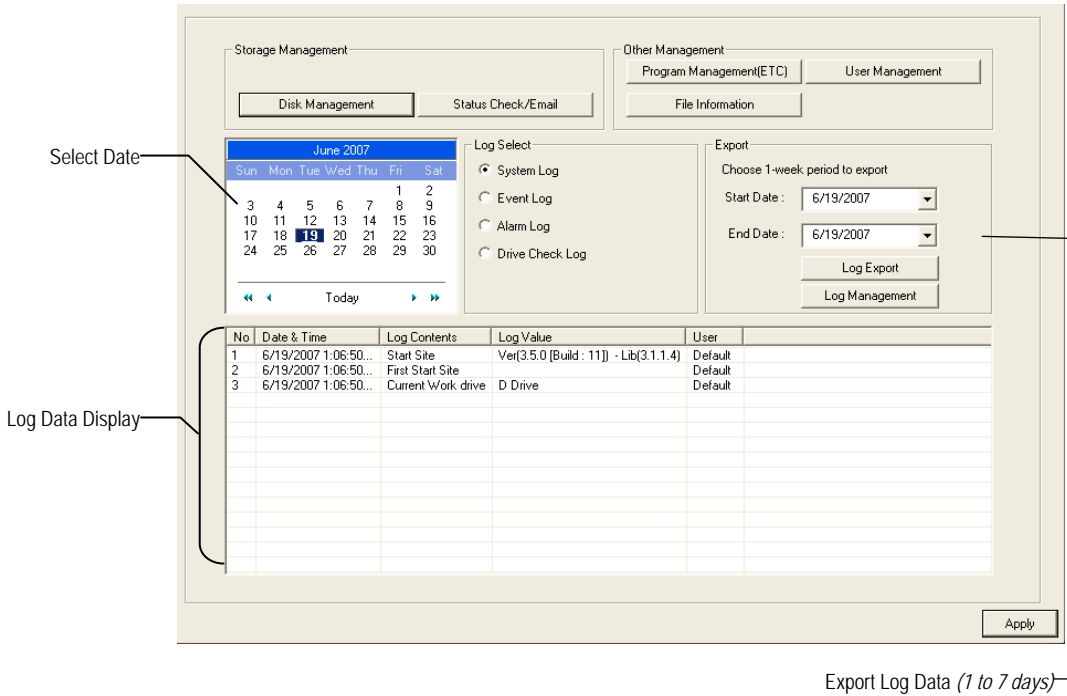 Storage Management
Disk Management
Status Check/Email
Other Management
Program Management(ETC)
User Management
File Information
Select Date
June 2007
Sun Mon Tue Wed Thu Fri Sat
1 2
3 4 5 6 7 8 9
10 11 12 13 14 15 16
17 18 19 20 21 22 23
24 25 26 27 28 29 30
Today
Log Select
System Log
Event Log
Alarm Log
Drive Check Log
Export
Choose 1-week period to export
Start Date : 6/19/2007
End Date : 6/19/2007
Log Export
Log Management
Log Data Display
No Date & Time Log Contents Log Value User
1 6/19/2007 1:06:50... Start Site Ver(3.5.0 [Build : 11]) - Lib(3.1.1.4) Default
2 6/19/2007 1:06:50... First Start Site Default
3 6/19/2007 1:06:50... Current Work drive D Drive Default
Apply
Export Log Data (1 to 7 days)